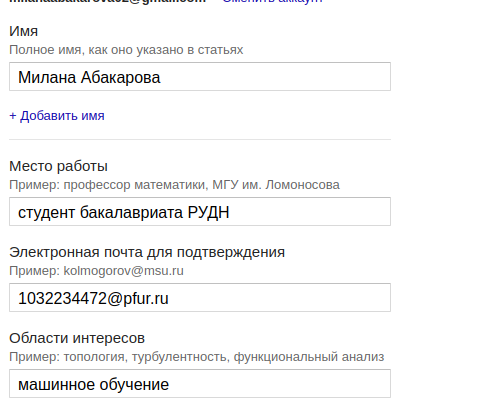 Сменить аккаунт
Имя
Полное имя, как оно указано в статьях
Милана Абакарова
+ Добавить имя
Место работы
Пример: профессор математики, МГУ им. Ломоносова
студент бакалавриата РУДН
Электронная почта для подтверждения
Пример: kolmogorov@msu.ru
1032234472@pfur.ru
Области интересов
Пример: топология, турбулентность, функциональный анализ
машинное обучение